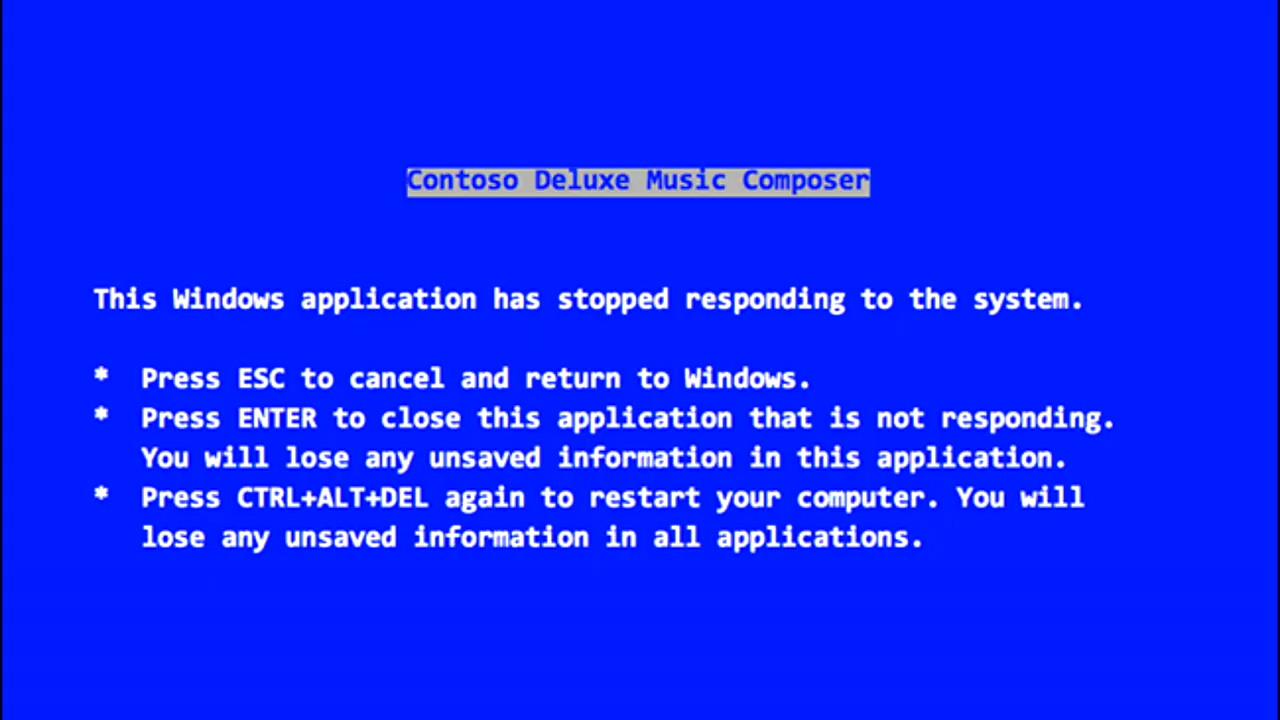 Contoso Deluxe Music Composer
This Windows application has stopped responding to the system.
* Press ESC to cancel and return to Windows.
* Press ENTER to close this application that is not responding.
You will lose any unsaved information in this application.
* Press CTRL+ALT+DEL again to restart your computer. You will
lose any unsaved information in all applications.